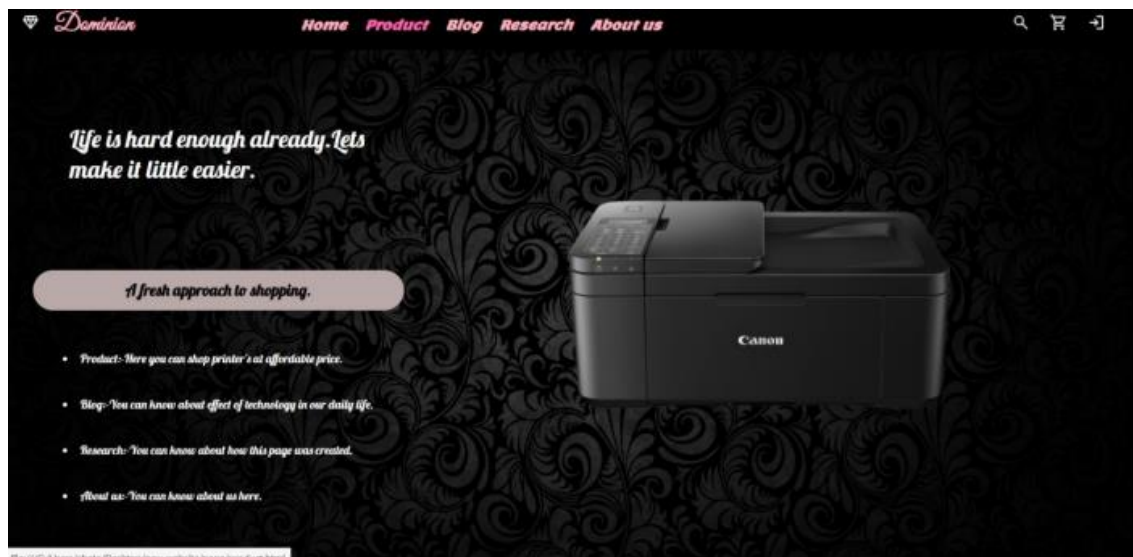 Dominion
Home Product Blog Research About us
Life is hard enough already.Lets
make it little easier.
A fresh approach to shopping.
Canon
• Product:-Here you can shop printer's at affordable price.
• Blog:-You can know about effect of technology in our daily life.
• Research:-You can know about how this page was created.
• About us:-You can know about us here.